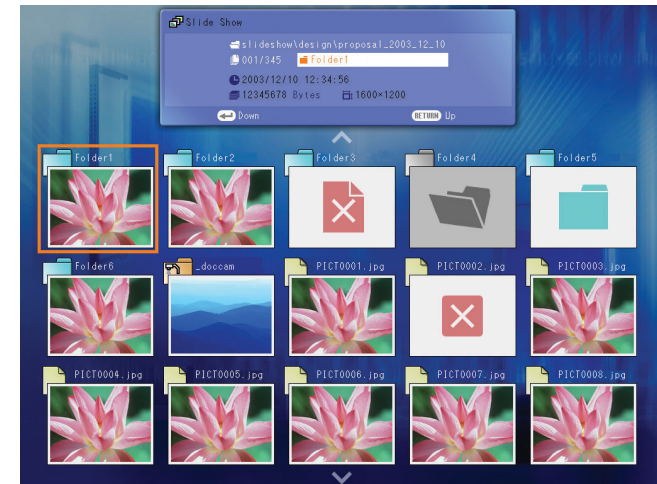 Slide Show
slideshow\design\proposal_2003_12_10
001/345 Folder1
2003/12/10 12:34:56
12345678 Bytes 1600×1200
Down RETURN Up
Folder1 Folder2 Folder3 Folder4 Folder5
Folder6 _doccam PICT0001.jpg PICT0002.jpg PICT0003.jpg
PICT0004.jpg PICT0005.jpg PICT0006.jpg PICT0007.jpg PICT0008.jpg